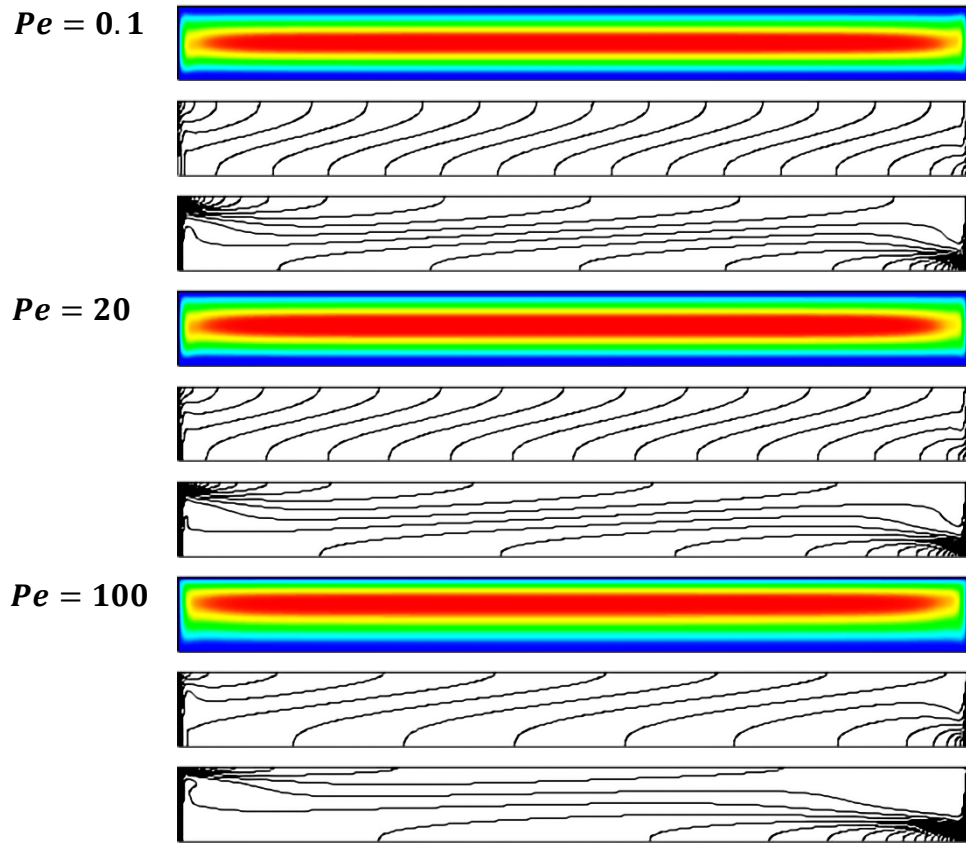 Pe = 0.1
Pe = 20
Pe = 100